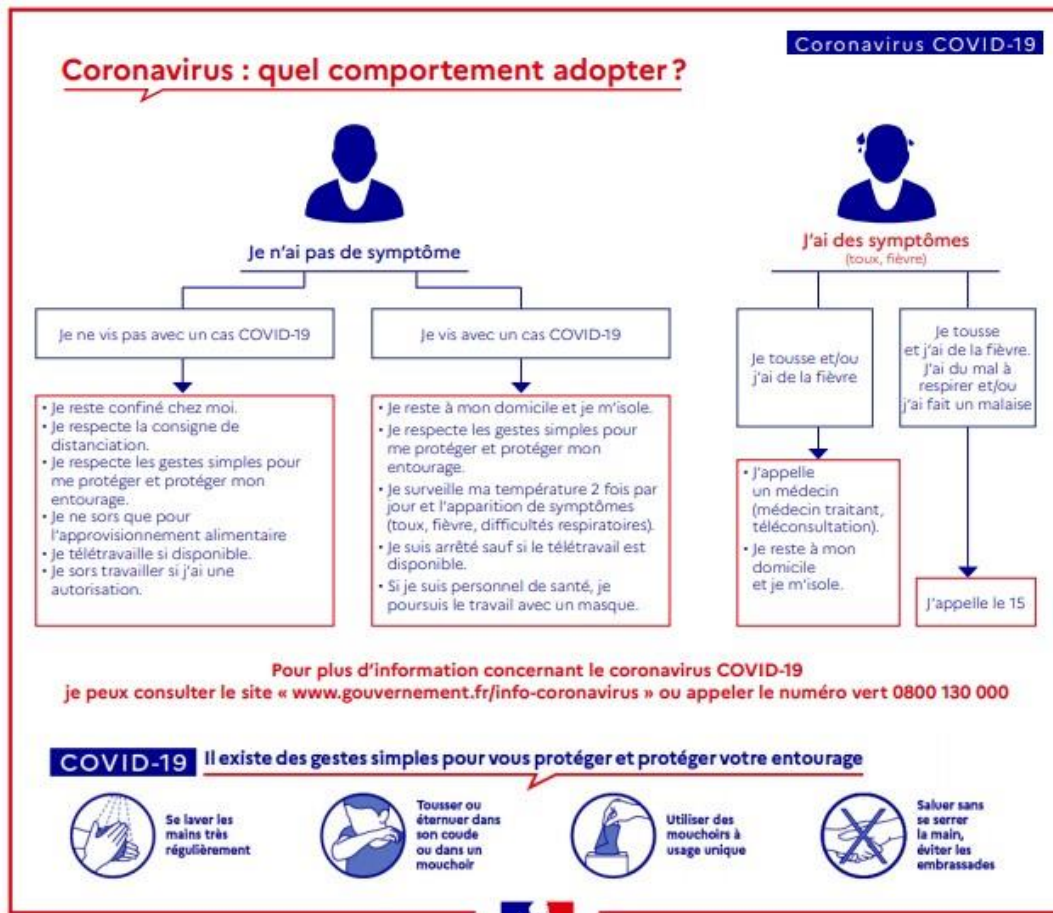 Coronavirus COVID-19
Coronavirus : quel comportement adopter ?
Je n'ai pas de symptôme
Je ne vis pas avec un cas COVID-19
• Je reste confiné chez moi.
• Je respecte la consigne de
distanciation.
• Je respecte les gestes simples pour
me protéger et protéger mon
entourage.
• Je ne sors que pour
l'approvisionnement alimentaire
• Je télétravaille si disponible.
• Je sors travailler si j'ai une
autorisation.
Je vis avec un cas COVID-19
• Je reste à mon domicile et je m'isole.
• Je respecte les gestes simples pour
me protéger et protéger mon
entourage.
• Je surveille ma température 2 fois par
jour et l'apparition de symptômes
(toux, fièvre, difficultés respiratoires).
• Je suis arrêté sauf si le télétravail est
disponible.
• Si je suis personnel de santé, je
poursuis le travail avec un masque.
J'ai des symptômes
(toux, fièvre)
Je tousse et/ou
j'ai de la fièvre
• J'appelle
un médecin
(médecin traitant,
téléconsultation).
• Je reste à mon
domicile
et je m'isole.
Je tousse
et j'ai de la fièvre.
J'ai du mal à
respirer et/ou
j'ai fait un malaise
J'appelle le 15
Pour plus d'information concernant le coronavirus COVID-19
je peux consulter le site « www.gouvernement.fr/info-coronavirus » ou appeler le numéro vert 0800 130 000
COVID-19 Il existe des gestes simples pour vous protéger et protéger votre entourage
Se laver les
mains très
régulièrement
Tousser ou
éternuer dans
son coude
ou dans un
mouchoir
Utiliser des
mouchoirs à
usage unique
Saluer sans
se serrer
la main,
éviter les
embrassades